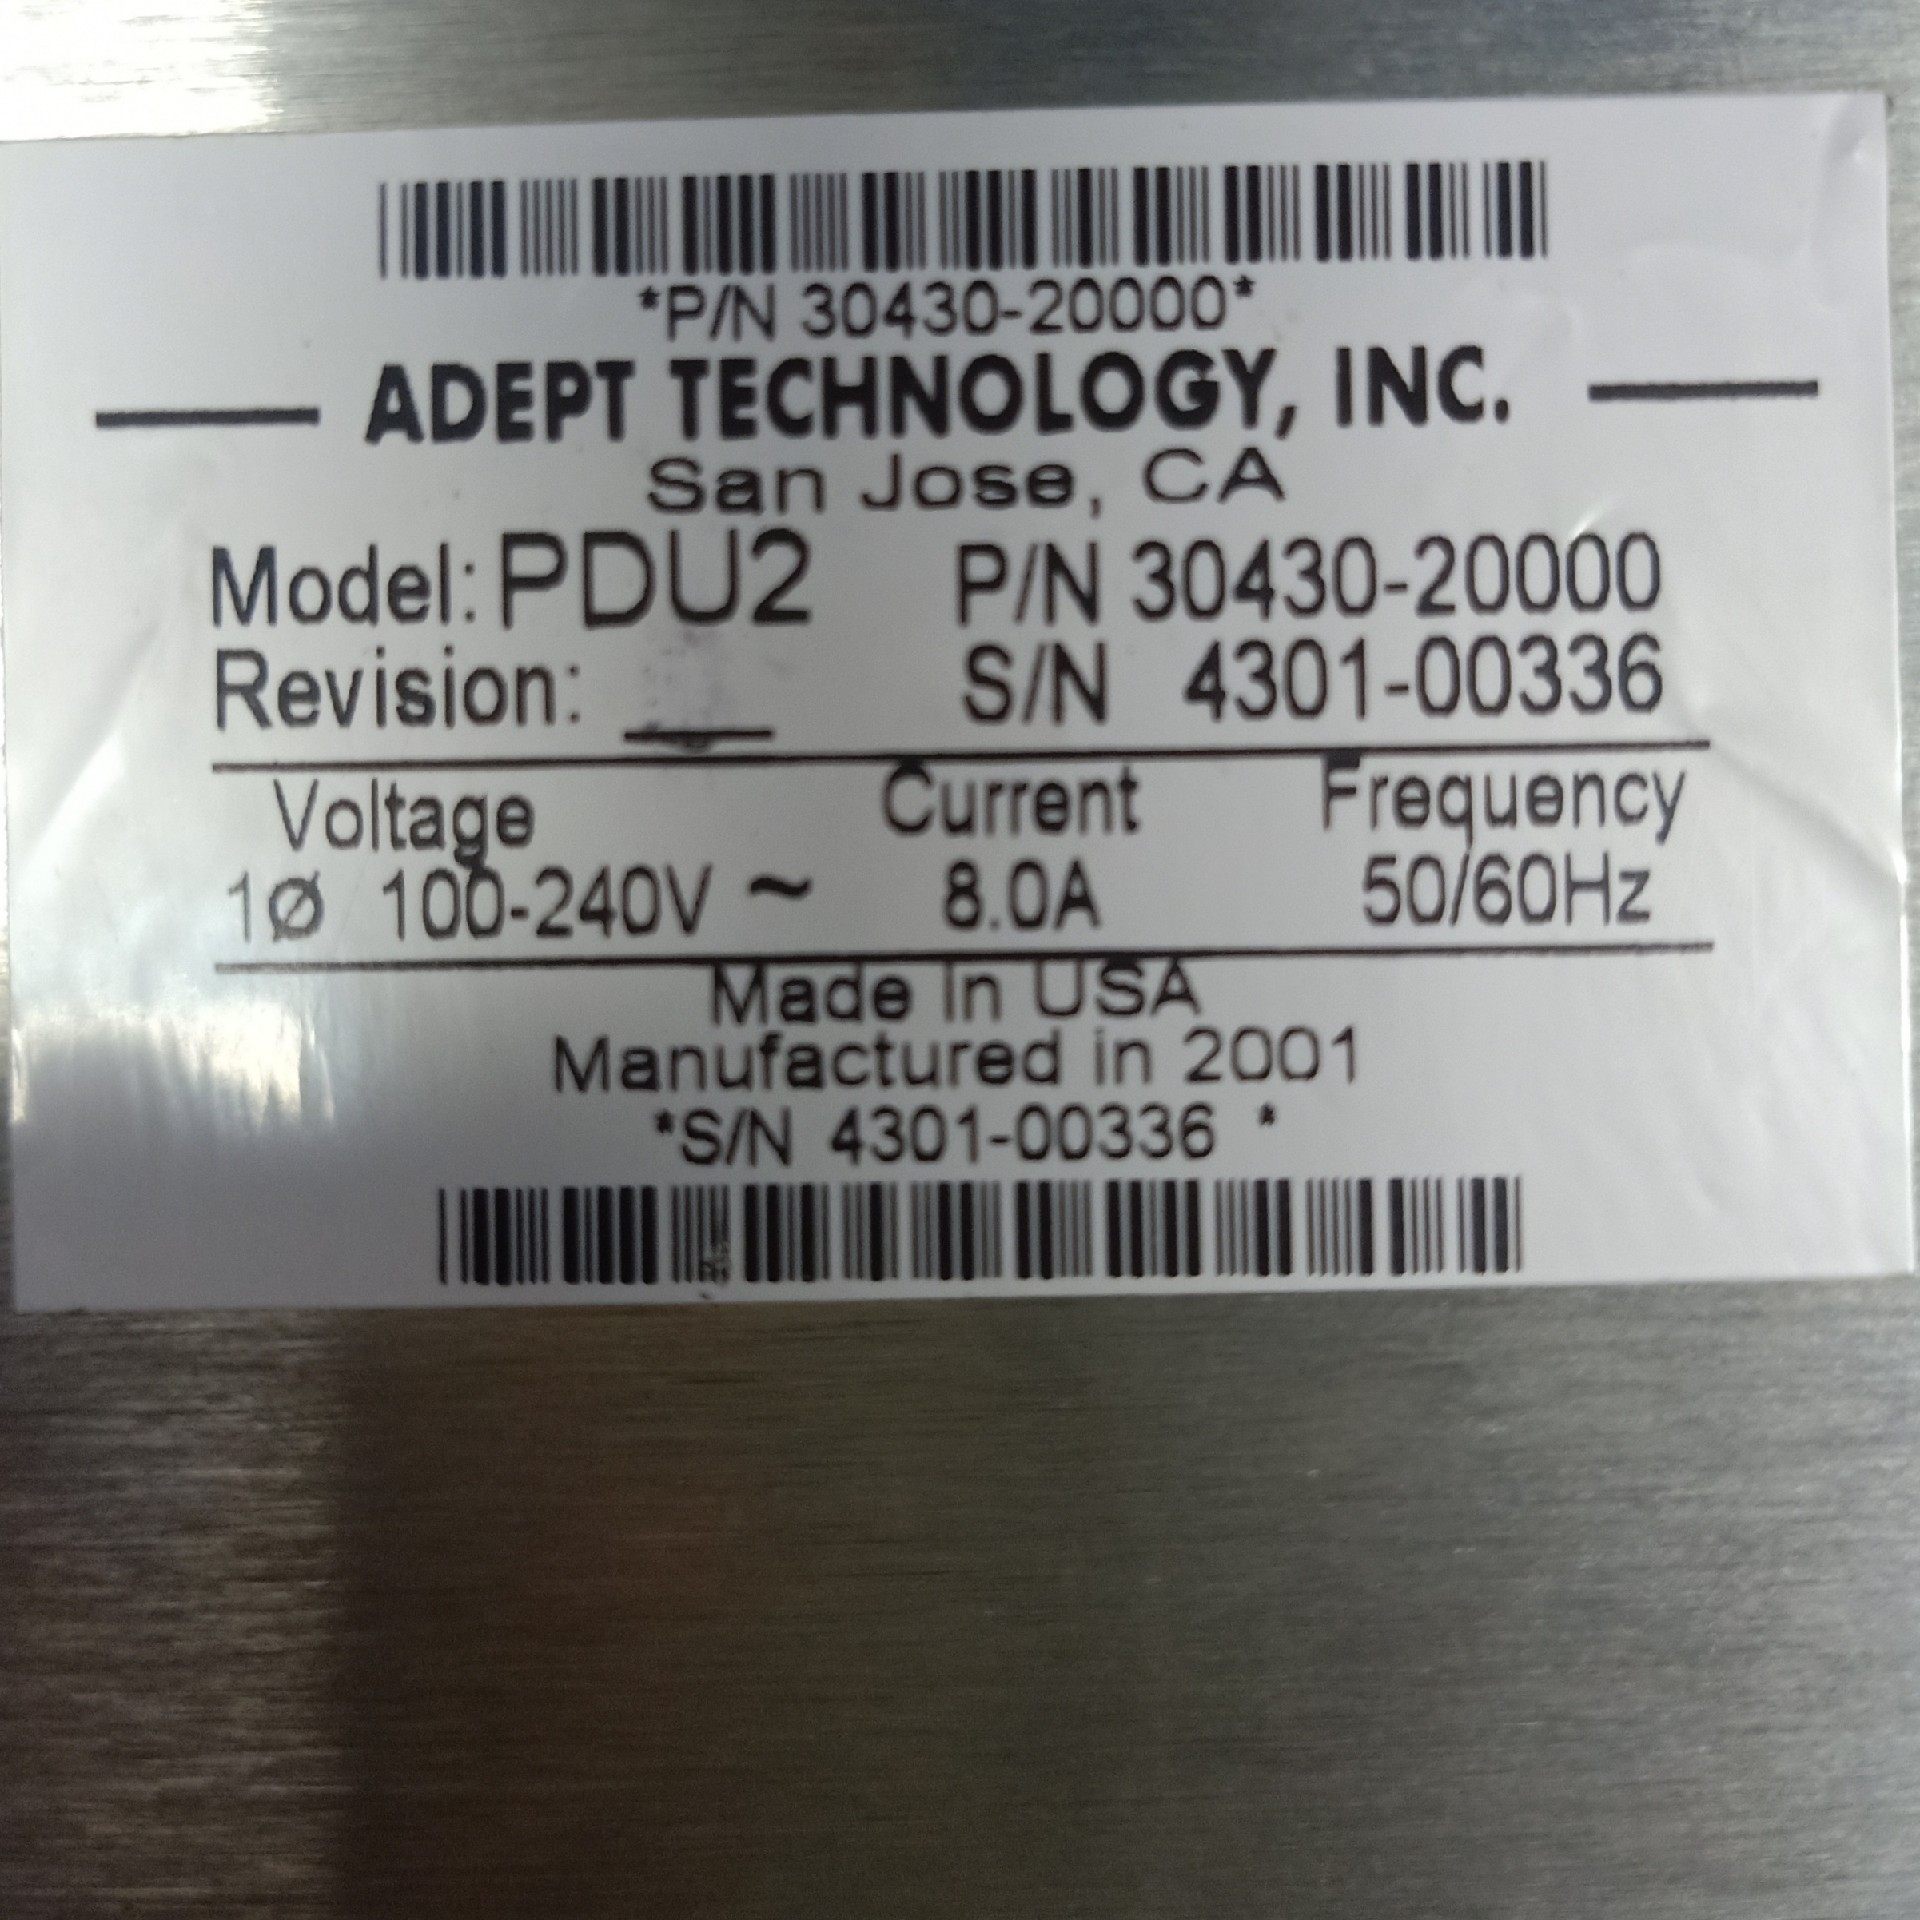 *P/N 30430-20000*
ADEPT TECHNOLOGY, INC.
San Jose, CA
Model: PDU2 P/N 30430-20000
Revision: S/N 4301-00336
Voltage Current Frequency
1Ø 100-240V ~ 8.0A 50/60Hz
Made In USA
Manufactured in 2001
*S/N 4301-00336 *